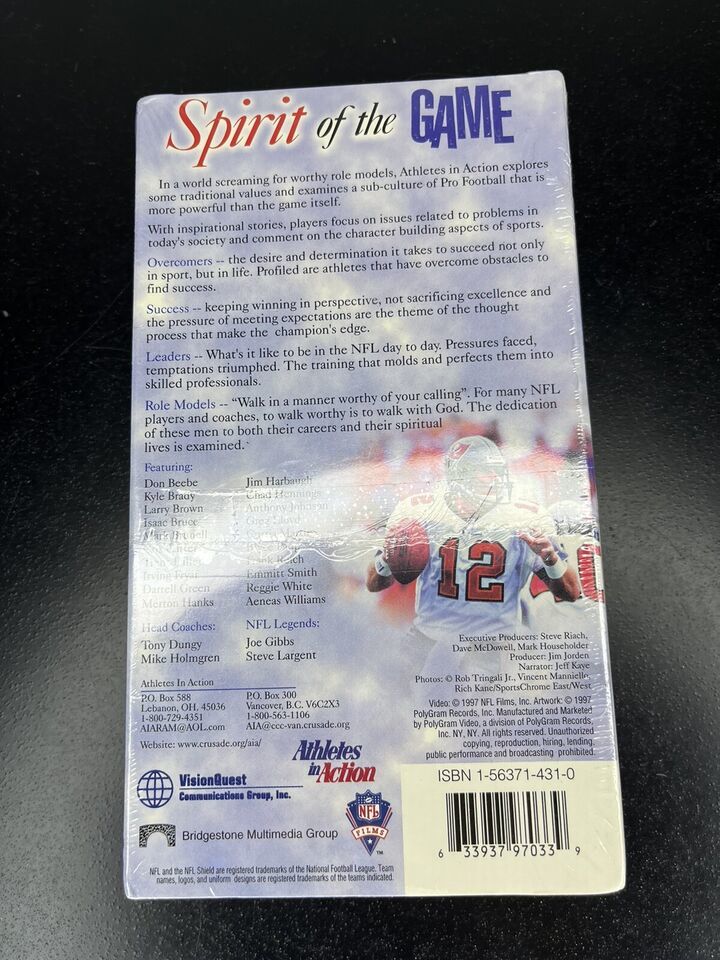 Spirit of the GAME
In a world screaming for worthy role models, Athletes in Action explores
some traditional values and examines a sub-culture of Pro Football that is
more powerful than the game itself.
With inspirational stories, players focus on issues related to problems in
today's society and comment on the character building aspects of sports.
Overcomers -- the desire and determination it takes to succeed not only
in sport, but in life. Profiled are athletes that have overcome obstacles to
find success.
Success -- keeping winning in perspective, not sacrificing excellence and
the pressure of meeting expectations are the theme of the thought
process that make the champion's edge.
Leaders -- What's it like to be in the NFL day to day. Pressures faced,
temptations triumphed. The training that molds and perfects them into
skilled professionals.
Role Models -- "Walk in a manner worthy of your calling". For many NFL
players and coaches, to walk worthy is to walk with God. The dedication
of these men to both their careers and their spiritual
lives is examined.
Featuring:
Don Beebe Jim Harbaugh
Kyle Brady Chad Hennings
Larry Brown Anthony Johnson
Isaac Bruce
Mark Brunell
Reich
Irving Fryar Emmitt Smith
Darrell Green Reggie White
Merton Hanks Aeneas Williams
Head Coaches: NFL Legends:
Tony Dungy Joe Gibbs
Mike Holmgren Steve Largent
12
Executive Producers: Steve Riach,
Dave McDowell, Mark Householder
Producer: Jim Jorden
Narrator: Jeff Kaye
Photos: © Rob Tringali Jr., Vincent Manniello,
Rich Kane/SportsChrome East/West
Athletes In Action
P.O. Box 588 P.O. Box 300
Lebanon, OH, 45036 Vancover, B.C. V6C2X3
1-800-729-4351 1-800-563-1106
AIARAM@AOL.com AIA@ccc-van.crusade.org
Website: www.crusade.org/aia/
Athletes
in Action
Video: © 1997 NFL Films, Inc. Artwork: © 1997
PolyGram Records, Inc. Manufactured and Marketed
by PolyGram Video, a division of PolyGram Records,
Inc. NY, NY. All rights reserved. Unauthorized
copying, reproduction, hiring, lending,
public performance and broadcasting prohibited.
VisionQuest
Communications Group, Inc.
Bridgestone Multimedia Group
NFL
FILMS
TM
ISBN 1-56371-431-0
6 33937 97033 9
NFL and the NFL Shield are registered trademarks of the National Football League. Team
names, logos, and uniform designs are registered trademarks of the teams indicated.